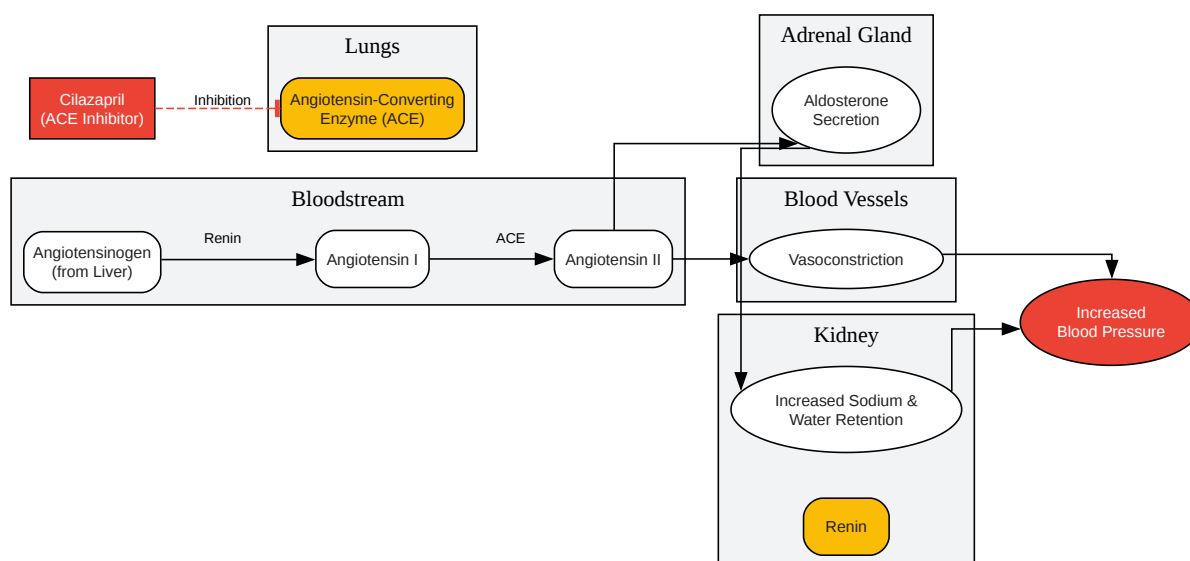 Lungs
Adrenal Gland
Cilazapril
(ACE Inhibitor)
Inhibition
Angiotensin-Converting
Enzyme (ACE)
Aldosterone
Secretion
Bloodstream
Blood Vessels
Angiotensinogen
(from Liver)
Renin
Angiotensin I
ACE
Angiotensin II
Vasoconstriction
Increased
Blood Pressure
Kidney
Increased Sodium &
Water Retention
Renin